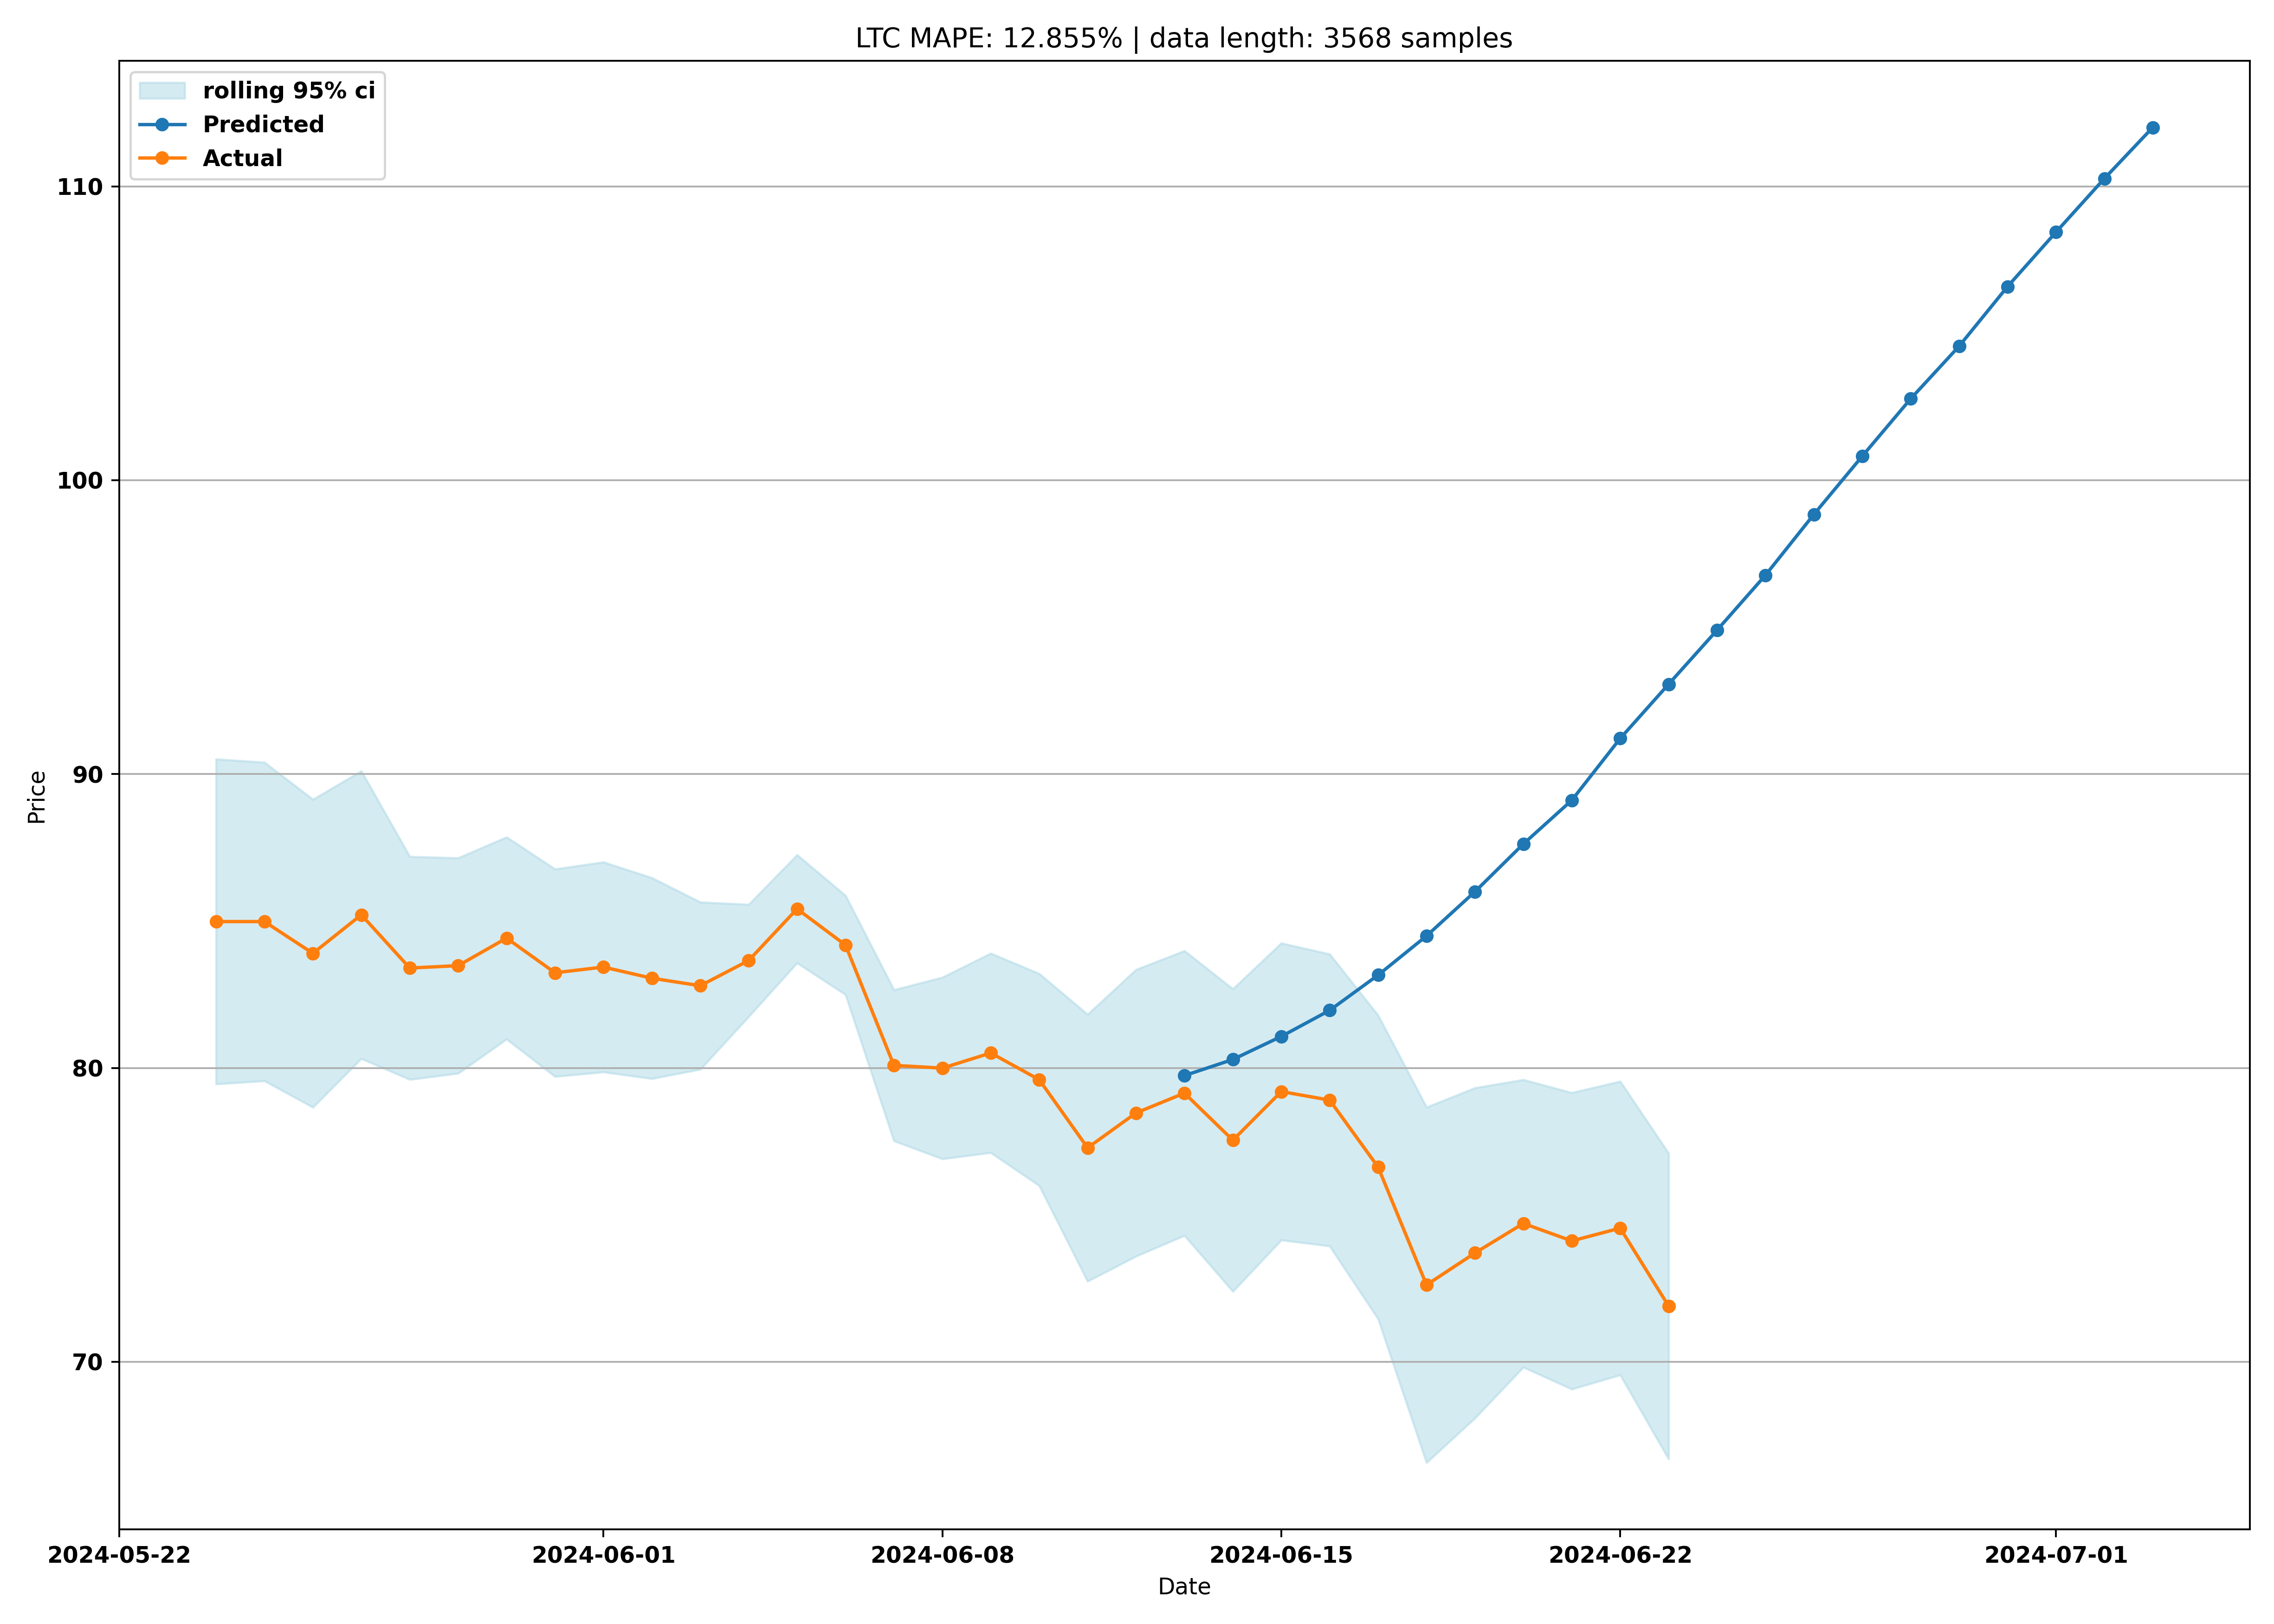 LTC MAPE: 12.855% | data length: 3568 samples
rolling 95% ci
Predicted
Actual
110
100
90
80
70
Price
2024-05-22
2024-06-01
2024-06-08
2024-06-15
2024-06-22
2024-07-01
Date